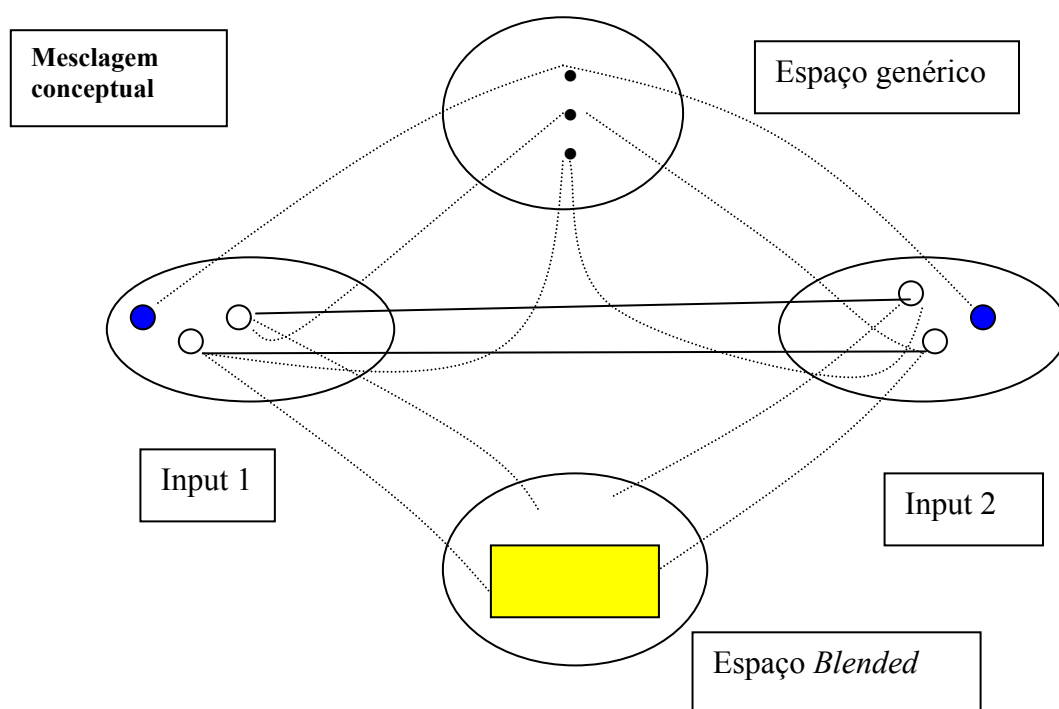 Mesclagem
conceptual
Espaço genérico
Input 1
Input 2
Espaço Blended